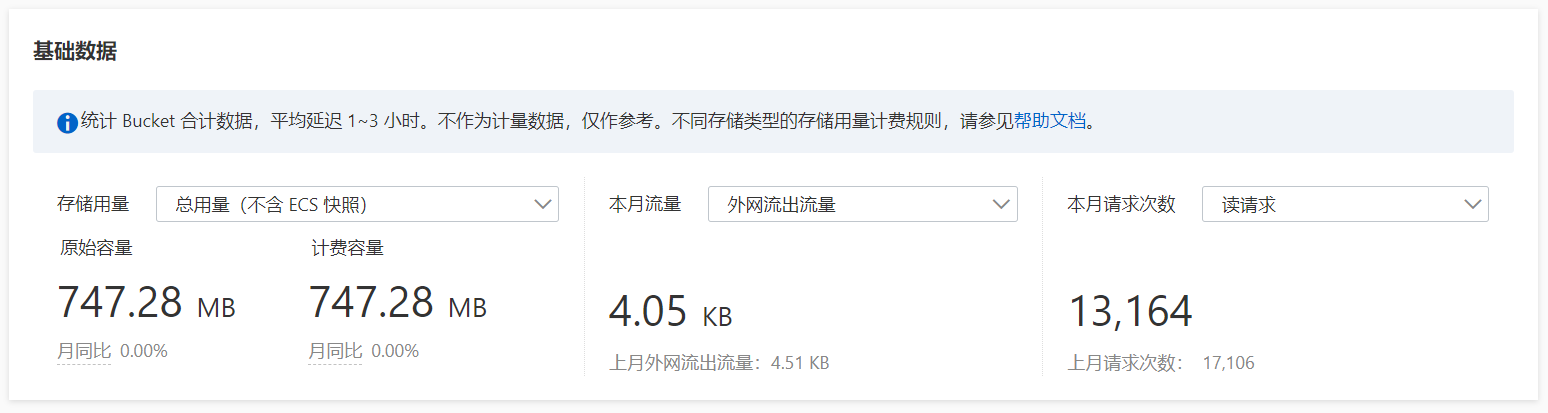 基础数据
统计 Bucket 合计数据，平均延迟 1~3 小时。不作为计量数据，仅作参考。不同存储类型的存储用量计费规则，请参见帮助文档。
存储用量 总用量（不含 ECS 快照）
原始容量 计费容量
747.28 MB 747.28 MB
月同比 0.00% 月同比 0.00%
本月流量 外网流出流量
4.05 KB
上月外网流出流量：4.51 KB
本月请求次数 读请求
13,164
上月请求次数： 17,106